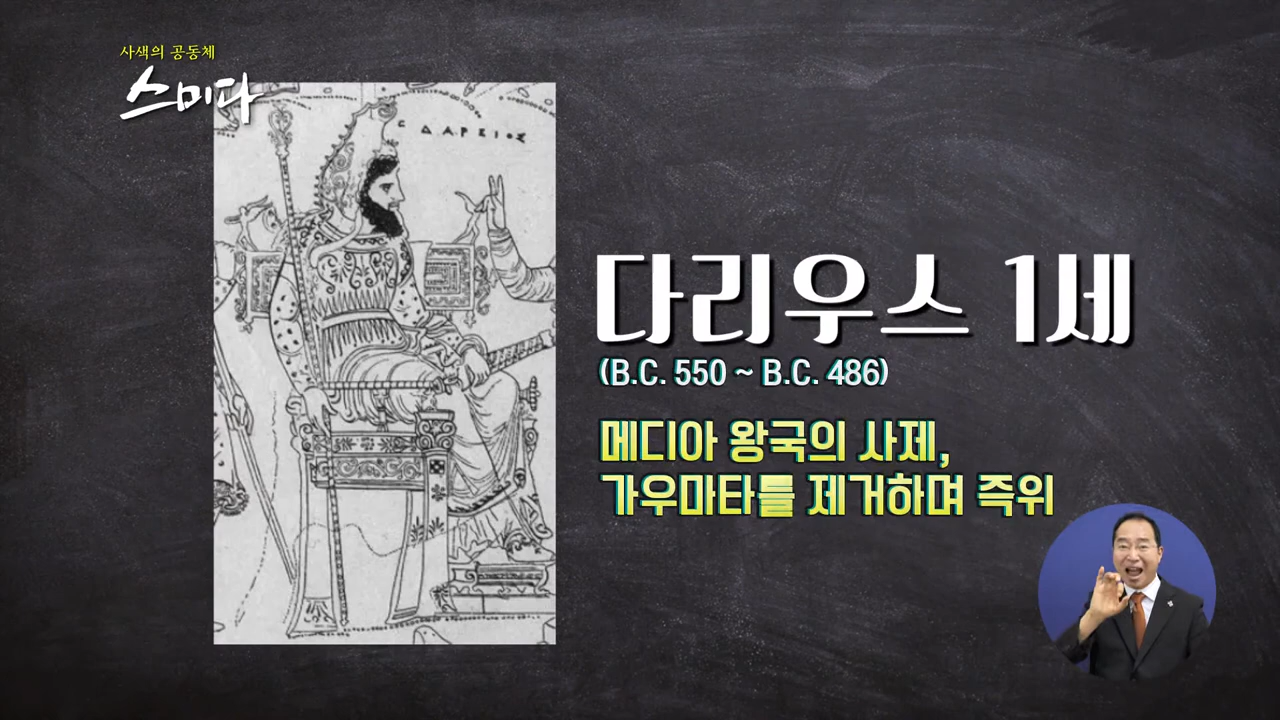 사색의 공동체
스미다
ΔΑΡΕΙΟΣ
다리우스 1세
(B.C. 550 ~ B.C. 486)
메디아 왕국의 사제,
가우마타를 제거하며 즉위